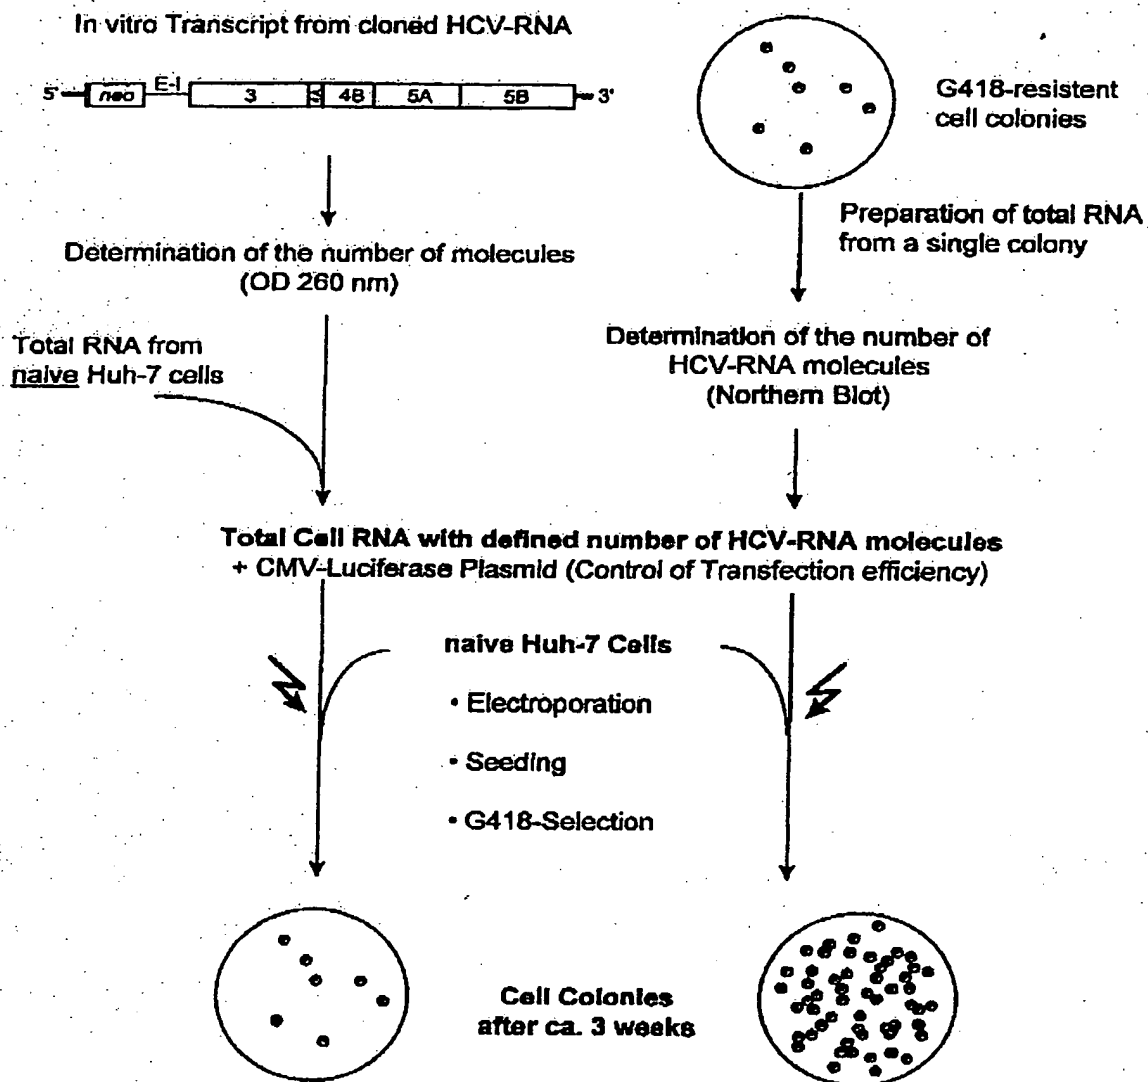 In vitro Transcript from cloned HCV-RNA
5' neo E-I 3 4B 5A 5B 3'
G418-resistent
cell colonies
Preparation of total RNA
from a single colony
Determination of the number of molecules
(OD 260 nm)
Total RNA from
naive Huh-7 cells
Determination of the number of
HCV-RNA molecules
(Northern Blot)
Total Cell RNA with defined number of HCV-RNA molecules
+ CMV-Luciferase Plasmid (Control of Transfection efficiency)
naive Huh-7 Cells
• Electroporation
• Seeding
• G418-Selection
Cell Colonies
after ca. 3 weeks